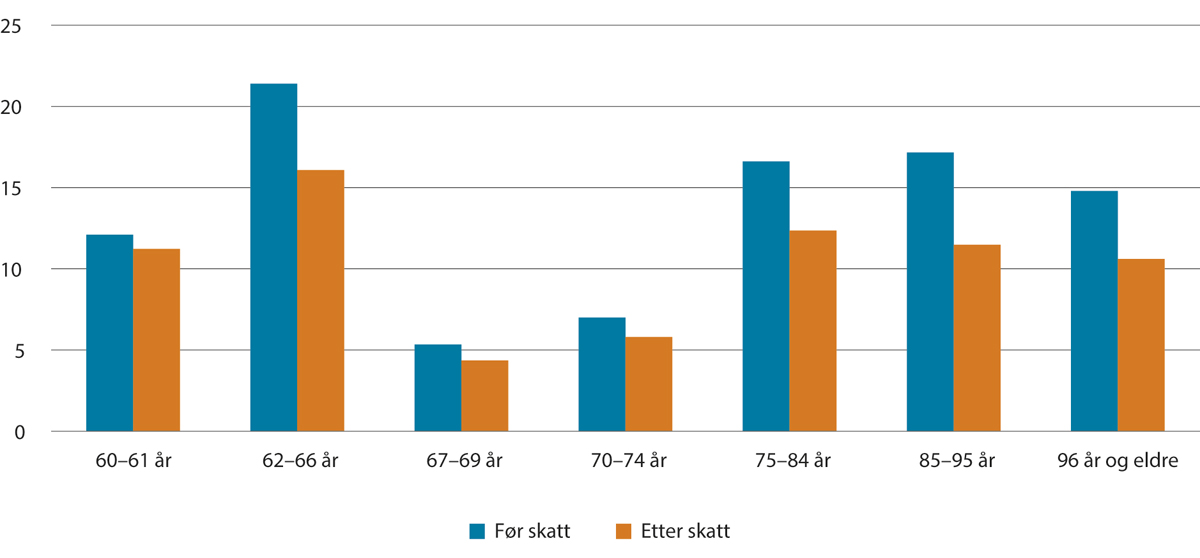 25
20
15
10
5
0
60–61 år
62–66 år
67–69 år
70–74 år
75–84 år
85–95 år
96 år og eldre
Før skatt
Etter skatt